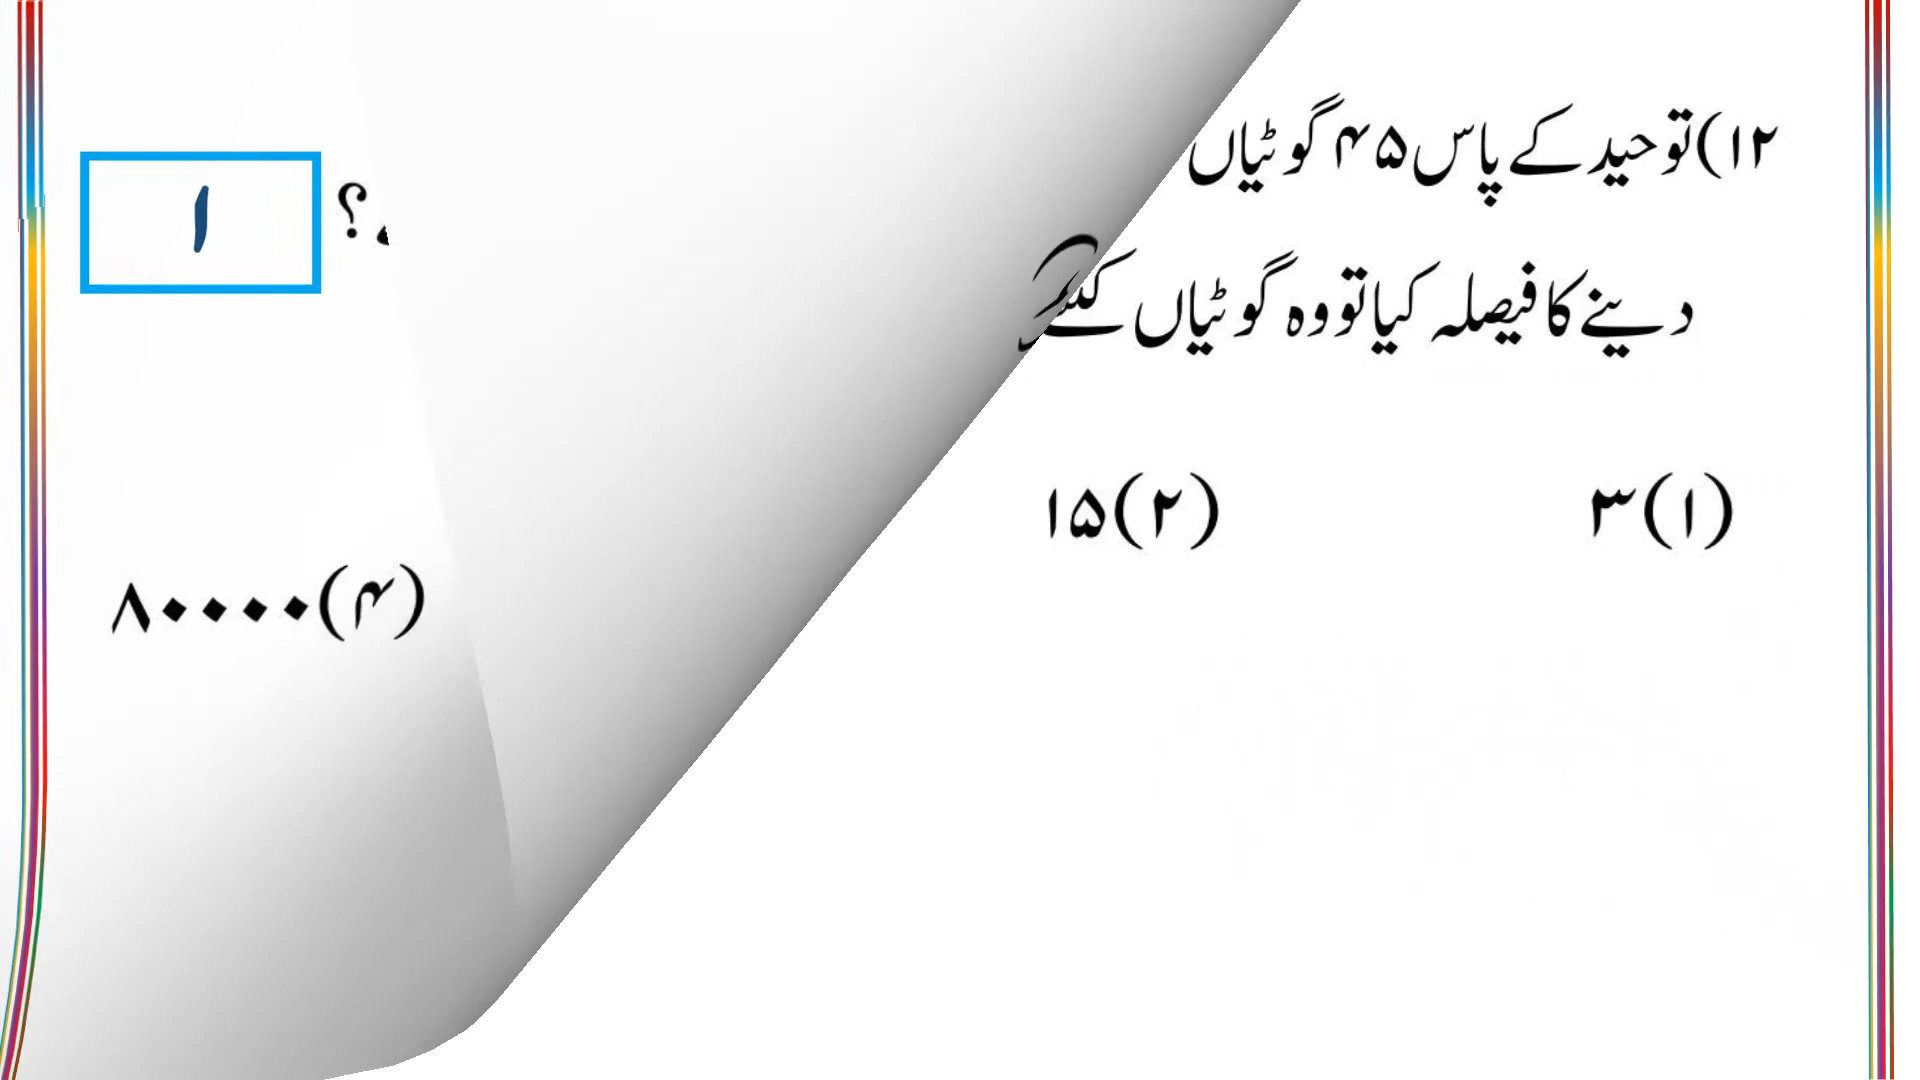 ۱۲) توحید کے پاس ۴۵ گوٹیاں
دینے کا فیصلہ کیا تو وہ گوٹیاں کتنے
(۱) ۳
(۲) ۱۵
؟
۱
(۴) ۸۰۰۰۰